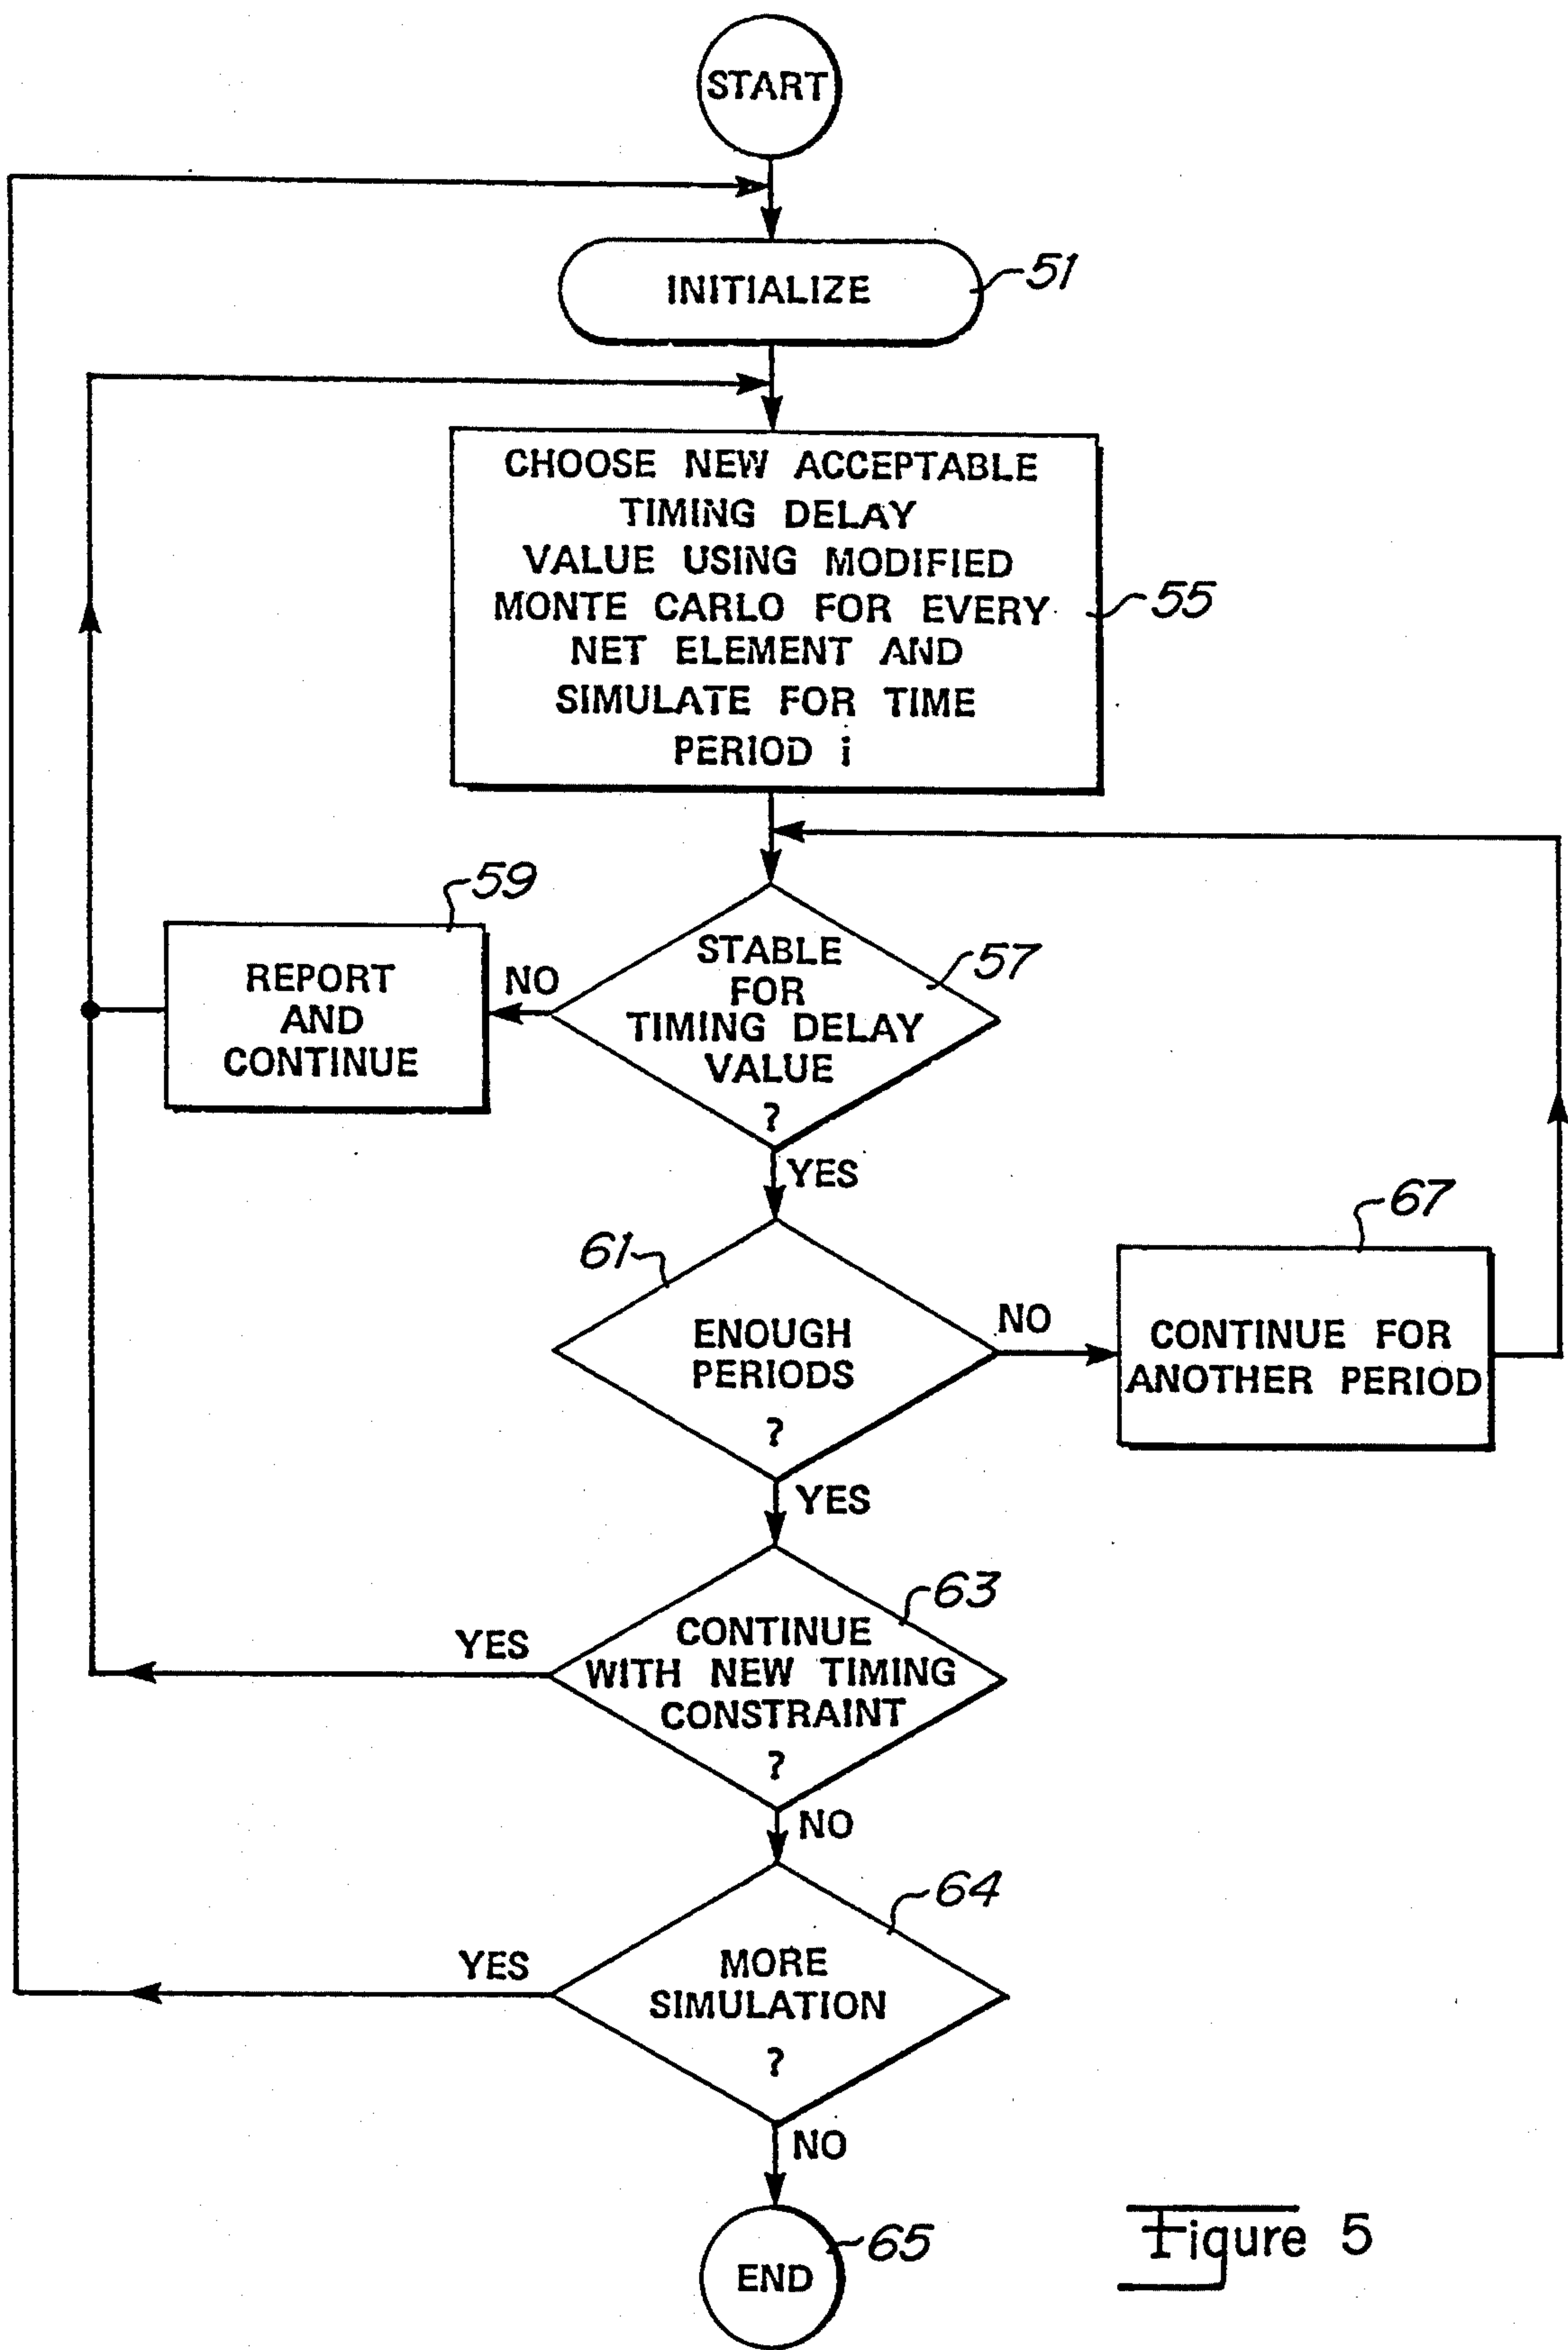 START
INITIALIZE
51
CHOOSE NEW ACCEPTABLE
TIMING DELAY
VALUE USING MODIFIED
MONTE CARLO FOR EVERY
NET ELEMENT AND
SIMULATE FOR TIME
PERIOD i
55
59
REPORT
AND
CONTINUE
NO
STABLE
FOR
TIMING DELAY
VALUE
?
57
YES
61
ENOUGH
PERIODS
?
NO
67
CONTINUE FOR
ANOTHER PERIOD
YES
63
CONTINUE
WITH NEW TIMING
CONSTRAINT
?
YES
NO
64
MORE
SIMULATION
?
YES
NO
END
65
Figure 5